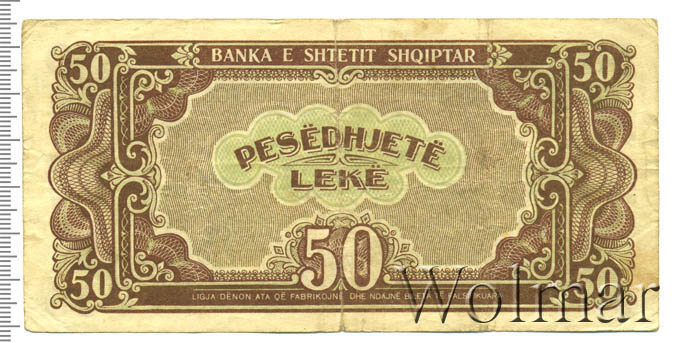 50 BANKA E SHTETIT SHQIPTAR 50
PESËDHJETË
LEKË
50 50 50
LIGJA DËNON ATA QË FABRIKOJNË DHE NDAJNË BILETA TË FALSIFIKUARA
Wolmar